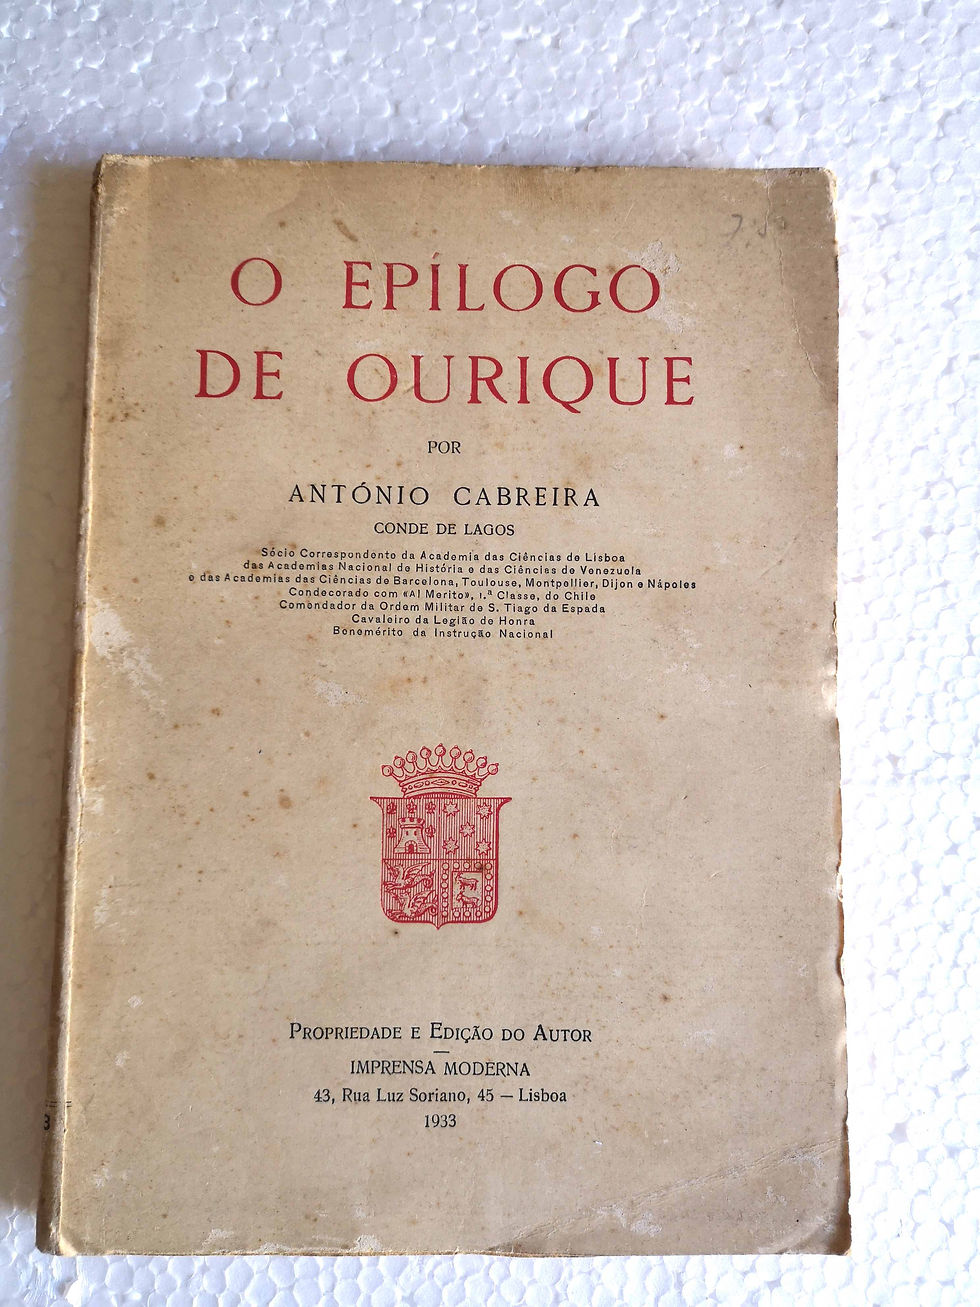 O EPÍLOGO
DE OURIQUE
POR
ANTÓNIO CABREIRA
CONDE DE LAGOS
Sócio Correspondente da Academia das Ciências de Lisboa
das Academias Nacional de História e das Ciências de Venezuela
e das Academias das Ciências de Barcelona, Toulouse, Montpellier, Dijon e Nápoles
Condecorado com «Al Merito», 1.ª Classe, do Chile
Comendador da Ordem Militar de S. Tiago da Espada
Cavaleiro da Legião de Honra
Benemérito da Instrução Nacional
PROPRIEDADE E EDIÇÃO DO AUTOR
IMPRENSA MODERNA
43, Rua Luz Soriano, 45 — Lisboa
1933
3